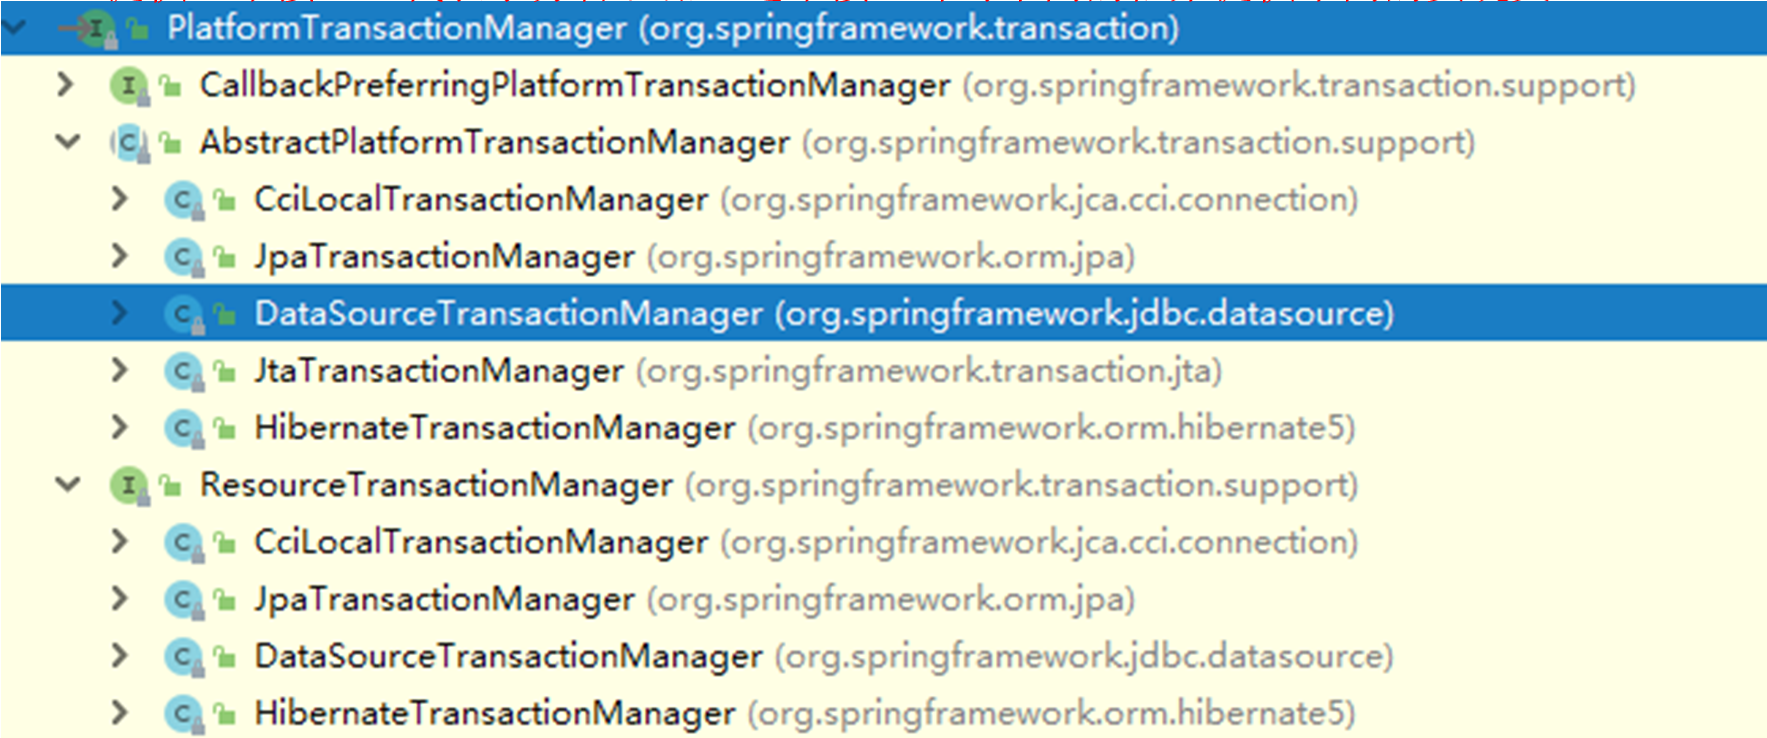 PlatformTransactionManager (org.springframework.transaction)
CallbackPreferringPlatformTransactionManager (org.springframework.transaction.support)
AbstractPlatformTransactionManager (org.springframework.transaction.support)
CciLocalTransactionManager (org.springframework.jca.cci.connection)
JpaTransactionManager (org.springframework.orm.jpa)
DataSourceTransactionManager (org.springframework.jdbc.datasource)
JtaTransactionManager (org.springframework.transaction.jta)
HibernateTransactionManager (org.springframework.orm.hibernate5)
ResourceTransactionManager (org.springframework.transaction.support)
CciLocalTransactionManager (org.springframework.jca.cci.connection)
JpaTransactionManager (org.springframework.orm.jpa)
DataSourceTransactionManager (org.springframework.jdbc.datasource)
HibernateTransactionManager (org.springframework.orm.hibernate5)